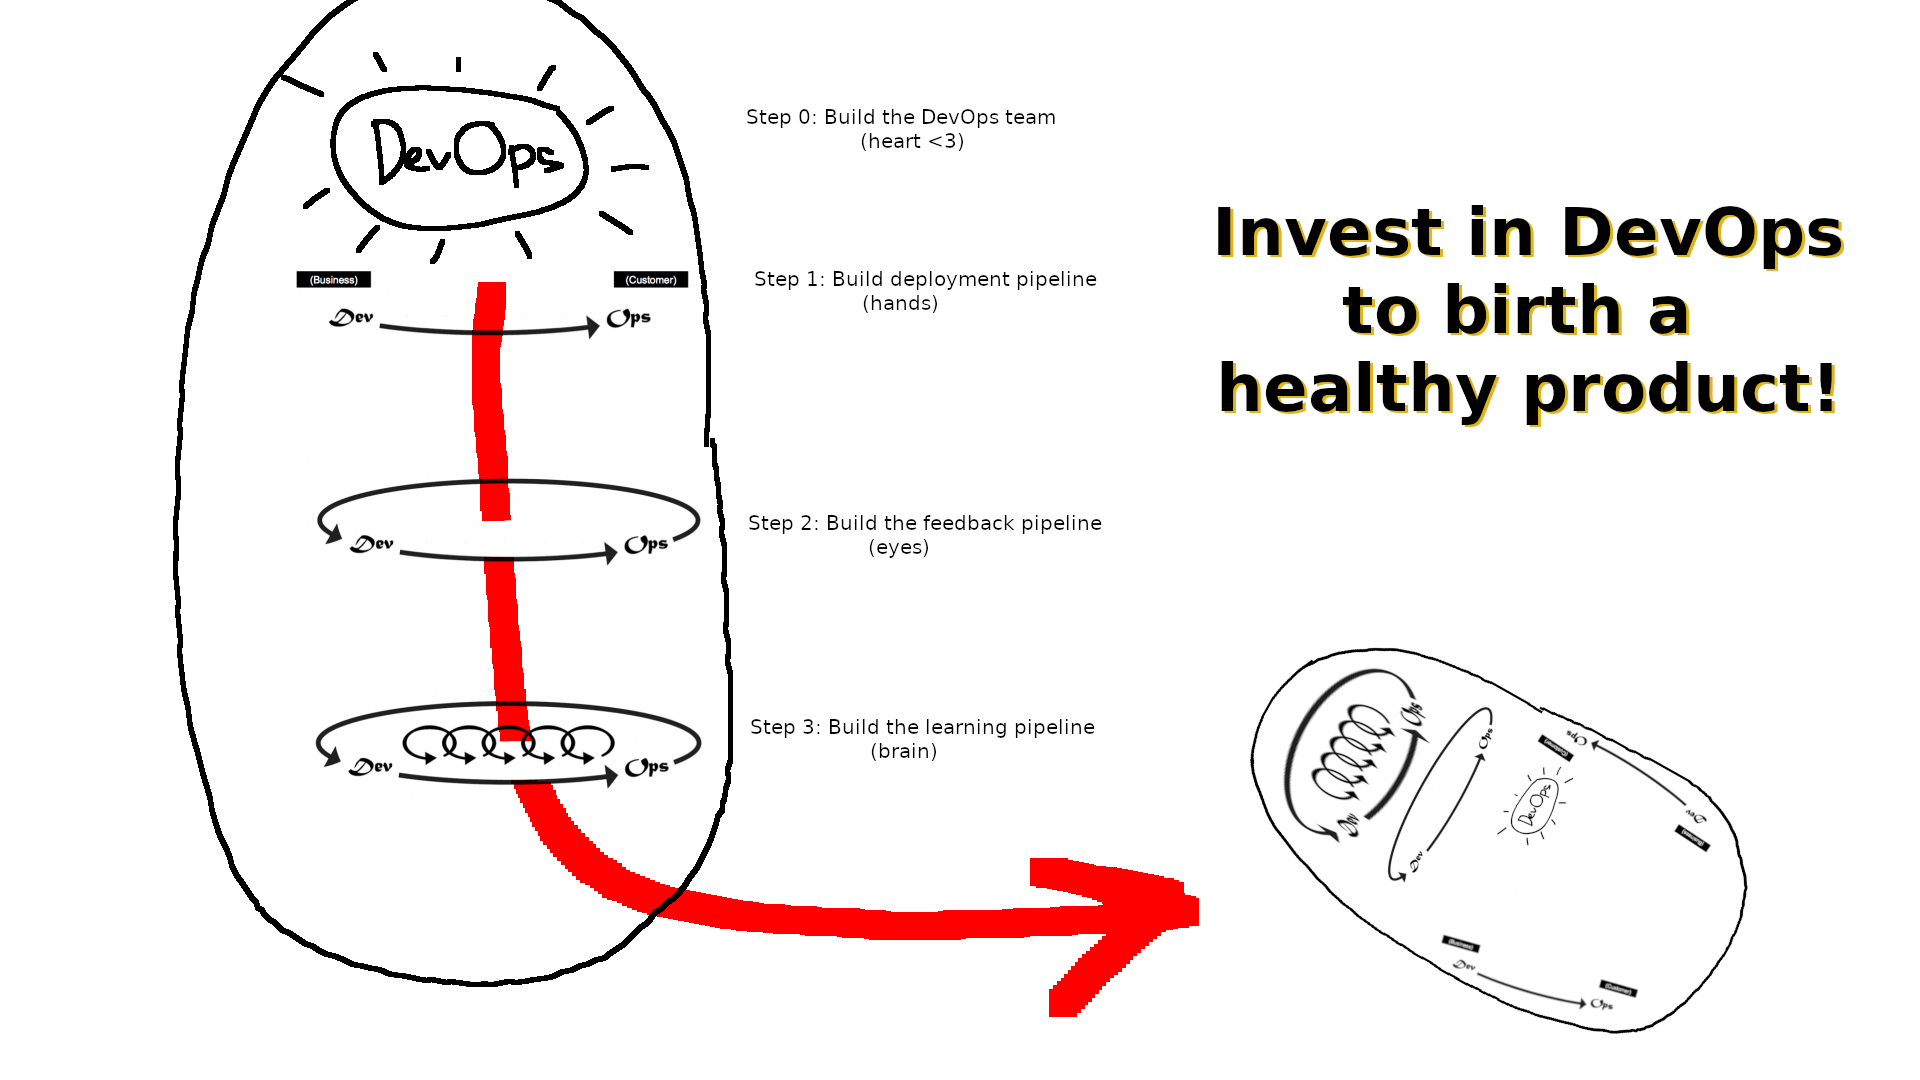 DevOps
Step 0: Build the DevOps team
(heart <3)
(Business)
(Customer)
Dev
Ops
Step 1: Build deployment pipeline
(hands)
Dev
Ops
Step 2: Build the feedback pipeline
(eyes)
Dev
Ops
Step 3: Build the learning pipeline
(brain)
Invest in DevOps
to birth a
healthy product!
Ops
Dev
Ops
Dev
(Customer)
Ops
DevOps
Dev
(Business)
(Business)
Dev
(Customer)
Ops